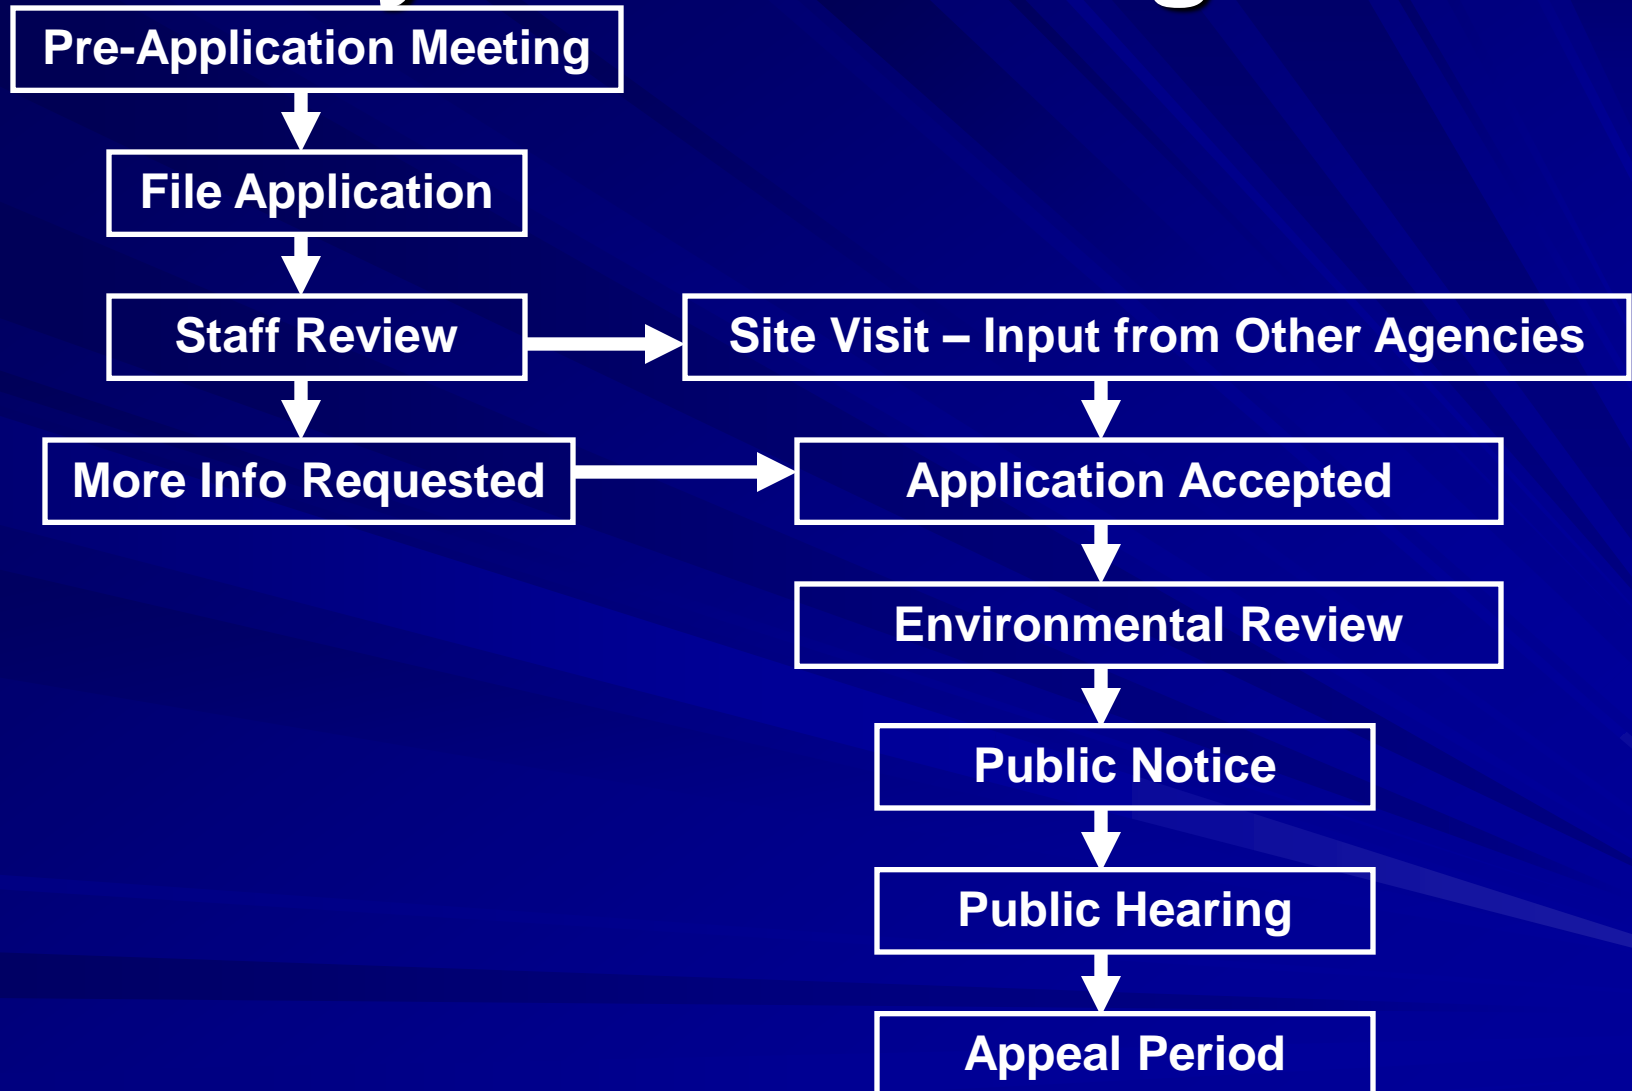 Pre-Application Meeting
File Application
Staff Review
Site Visit – Input from Other Agencies
More Info Requested
Application Accepted
Environmental Review
Public Notice
Public Hearing
Appeal Period